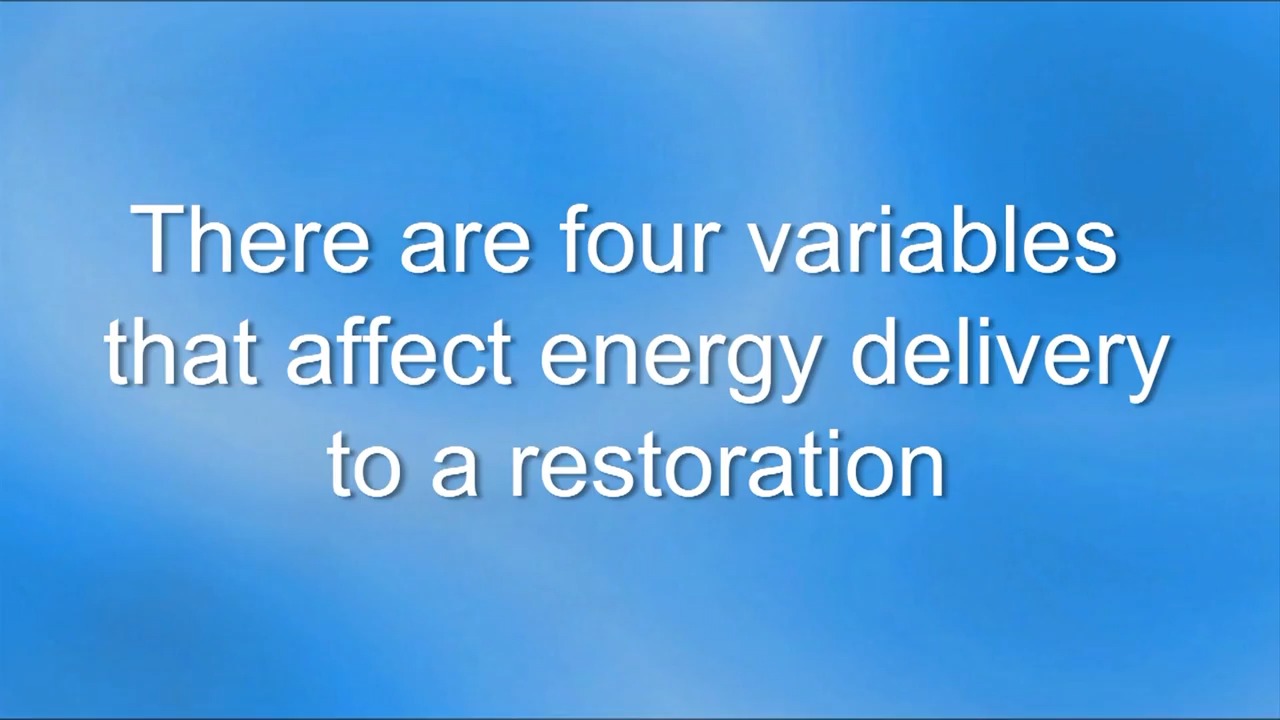 There are four variables
that affect energy delivery
to a restoration